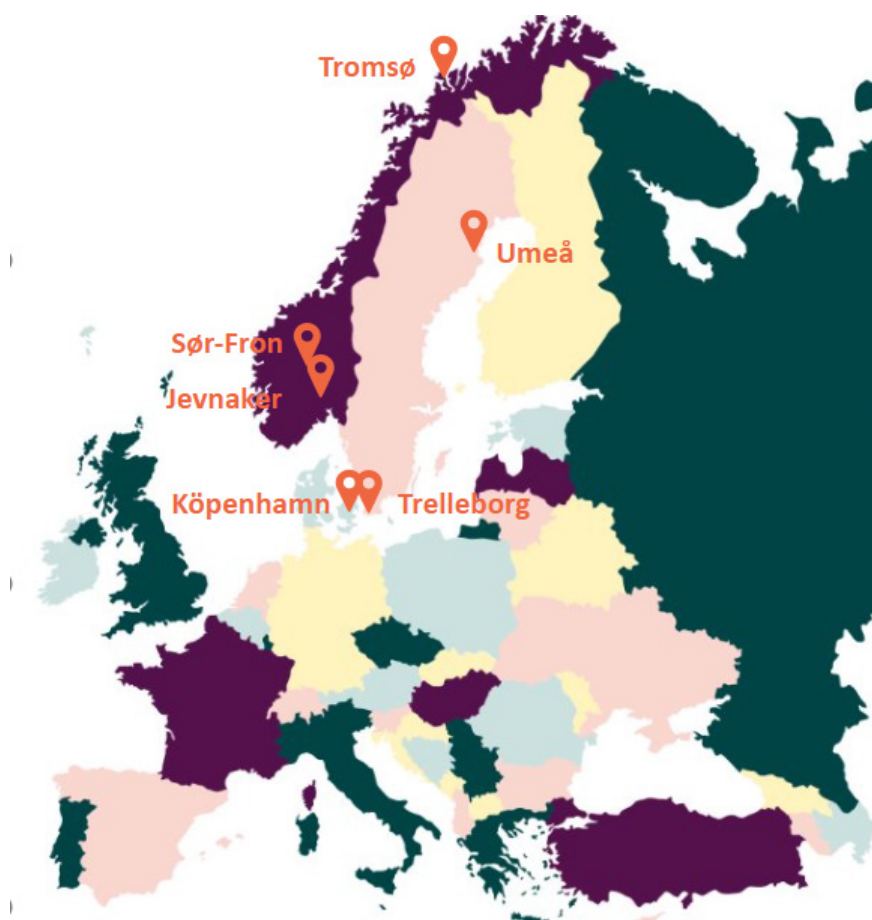 Tromsø
Umeå
Sør-Fron
Jevnaker
Köpenhamn
Trelleborg